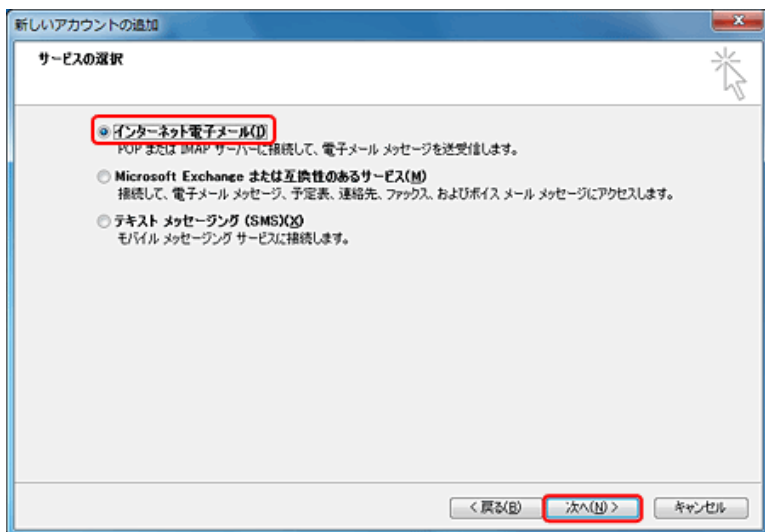 新しいアカウントの追加
サービスの選択
インターネット電子メール(I)
POP または IMAP サーバーに接続して、電子メール メッセージを送受信します。
Microsoft Exchange または互換性のあるサービス(M)
接続して、電子メール メッセージ、予定表、連絡先、ファックス、およびボイス メール メッセージにアクセスします。
テキスト メッセージング (SMS)(X)
モバイル メッセージング サービスに接続します。
< 戻る(B) 次へ(N) > キャンセル